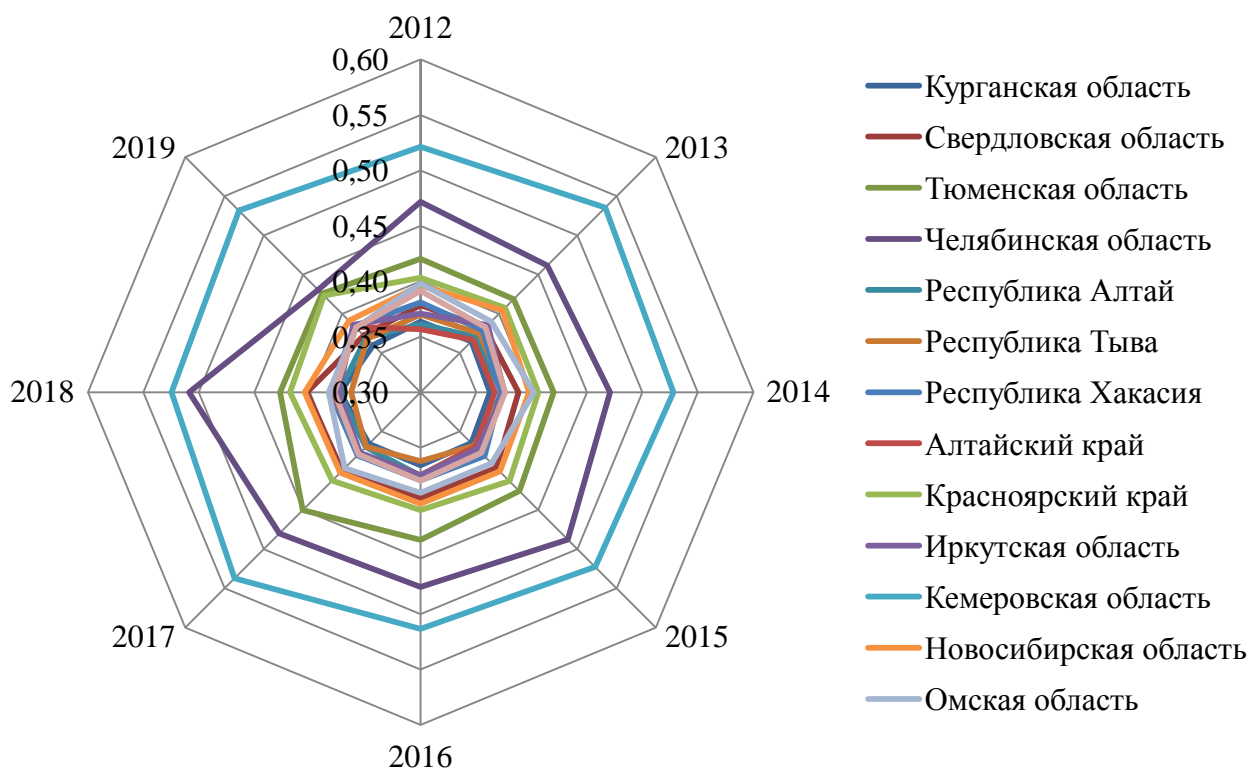 2012
0,60
0,55
0,50
0,45
0,40
0,35
0,30
2013
2014
2015
2016
2017
2018
2019
Курганская область
Свердловская область
Тюменская область
Челябинская область
Республика Алтай
Республика Тыва
Республика Хакасия
Алтайский край
Красноярский край
Иркутская область
Кемеровская область
Новосибирская область
Омская область